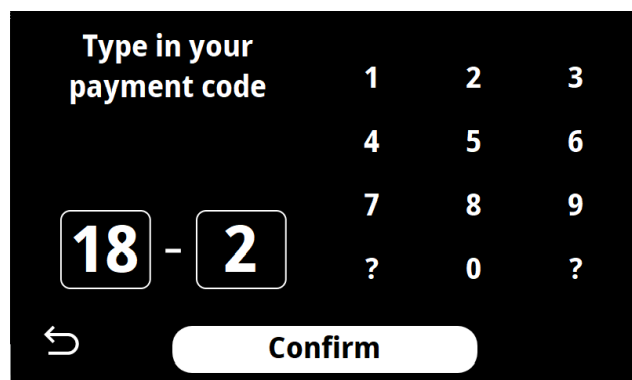 Type in your
payment code
1 2 3
4 5 6
7 8 9
? 0 ?
18 - 2
Confirm